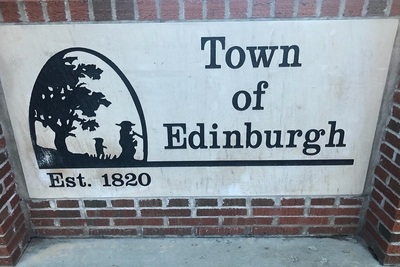 Town
of
Edinburgh
Est. 1820